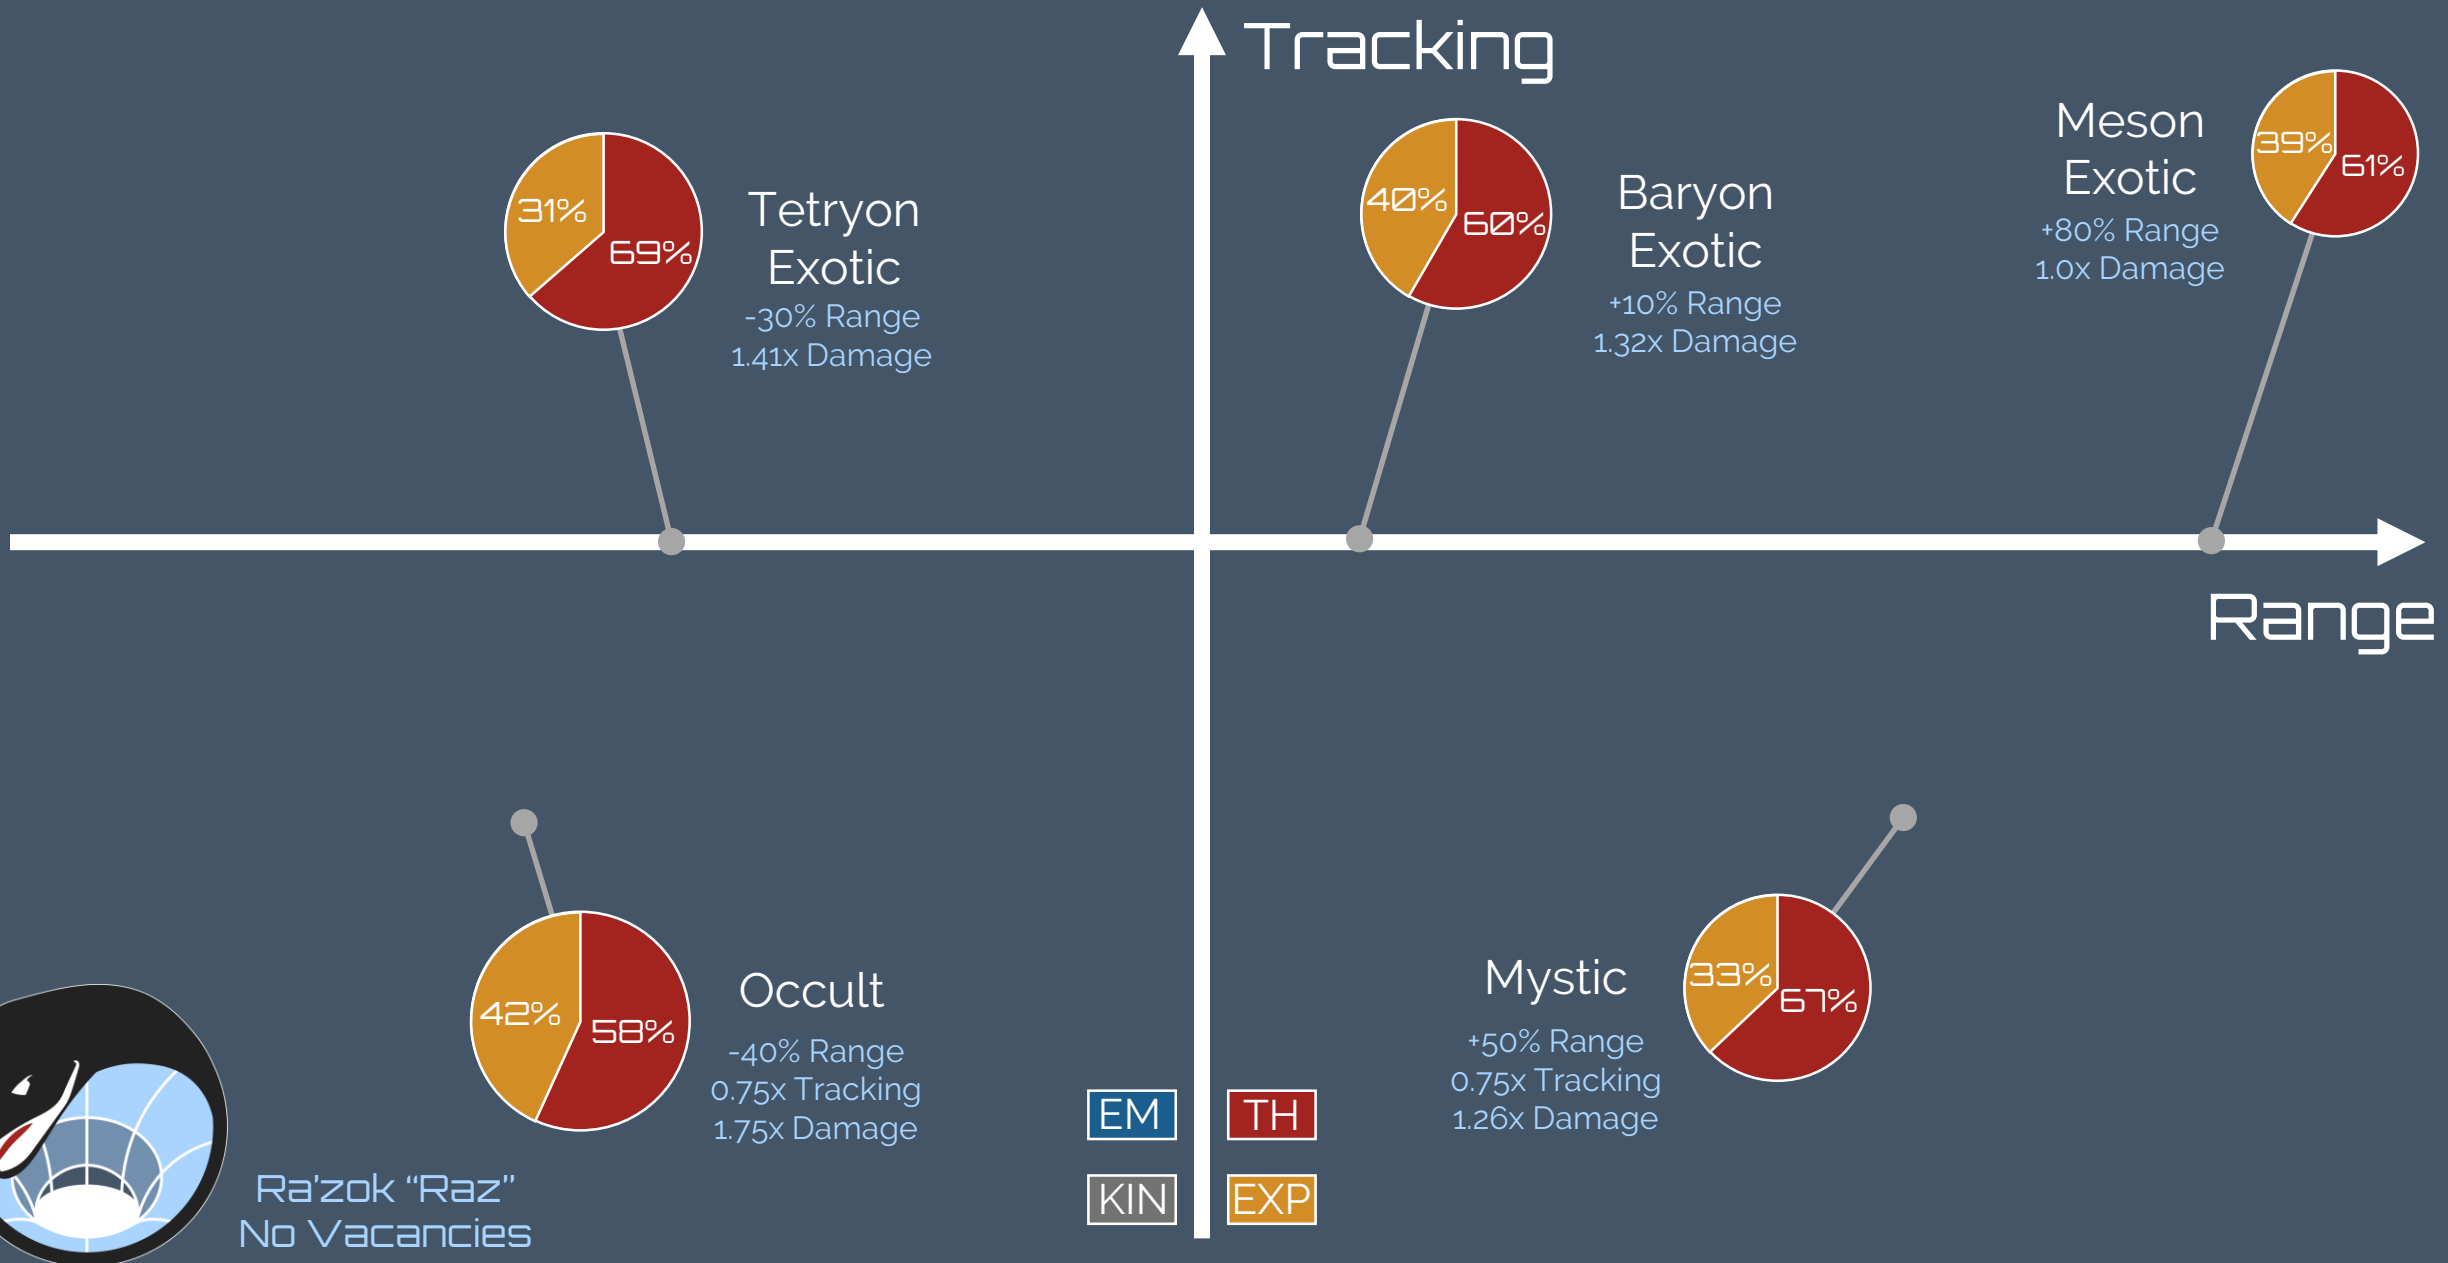 Tracking
31%
69%
Tetryon
Exotic
-30% Range
1.41x Damage
40%
60%
Baryon
Exotic
+10% Range
1.32x Damage
Meson
Exotic
+80% Range
1.0x Damage
39%
61%
Range
42%
58%
Occult
-40% Range
0.75x Tracking
1.75x Damage
Mystic
+50% Range
0.75x Tracking
1.26x Damage
33%
67%
EM
TH
KIN
EXP
Ra'zok “Raz”
No Vacancies